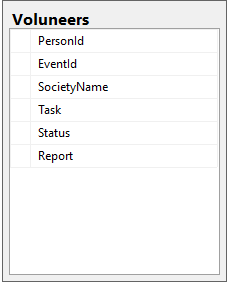 Voluneers
PersonId
EventId
SocietyName
Task
Status
Report